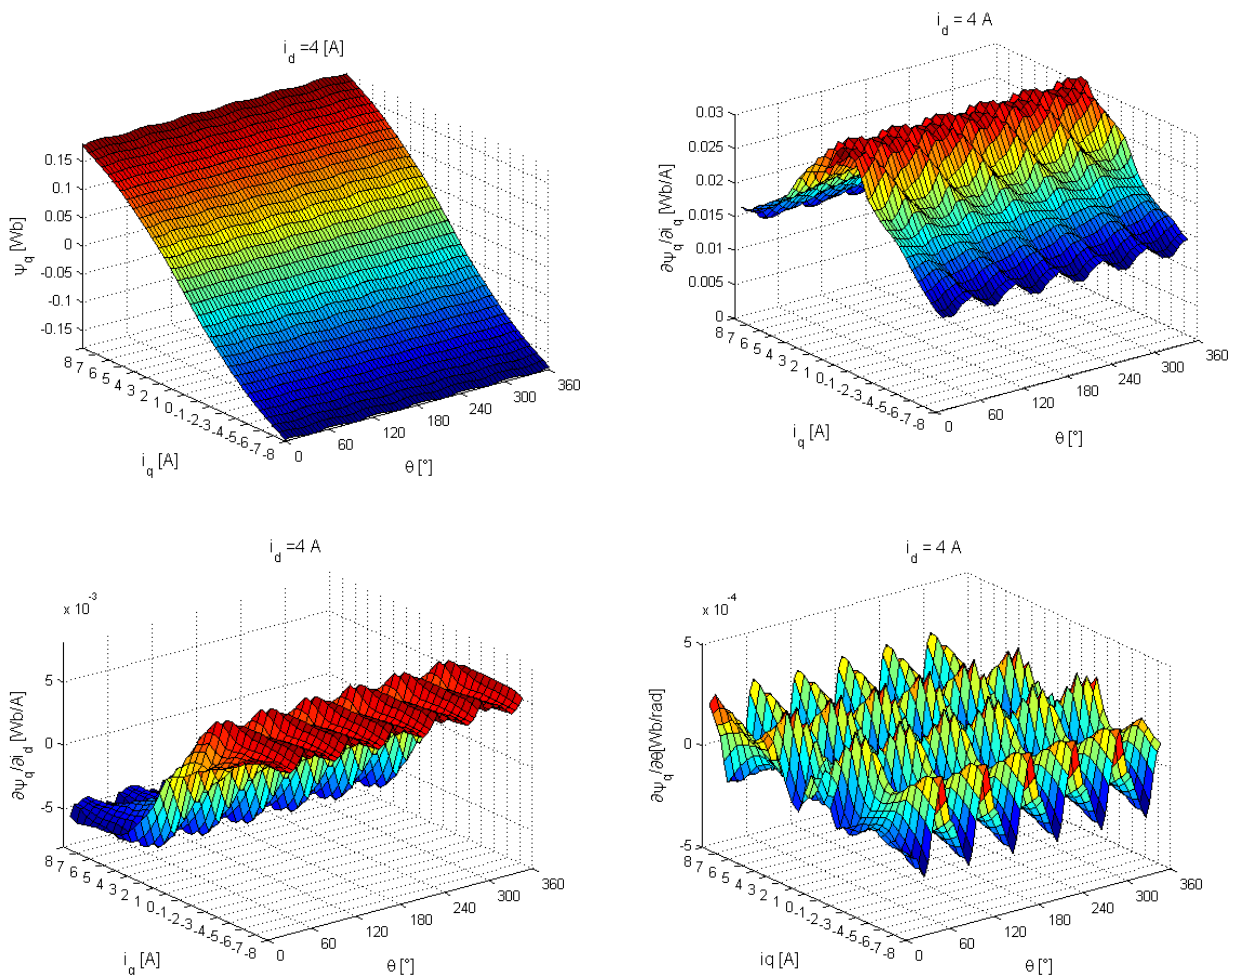 i_d =4 [A]
0.15
0.1
0.05
0
-0.05
-0.1
-0.15
ψ_q [Wb]
8 7 6 5 4 3 2 1 0 -1 -2 -3 -4 -5 -6 -7 -8
i_q [A]
0 60 120 180 240 300 360
θ [°]
i_d = 4 A
0.03
0.025
0.02
0.015
0.01
0.005
0
∂ψ_q/∂i_q [Wb/A]
8 7 6 5 4 3 2 1 0 -1 -2 -3 -4 -5 -6 -7 -8
i_q [A]
0 60 120 180 240 300 360
θ [°]
i_d =4 A
x 10^-3
5
0
-5
∂ψ_q/∂i_d [Wb/A]
8 7 6 5 4 3 2 1 0 -1 -2 -3 -4 -5 -6 -7 -8
i_q [A]
0 60 120 180 240 300 360
θ [°]
i_d = 4 A
x 10^-4
5
0
-5
∂ψ_q/∂θ[Wb/rad]
8 7 6 5 4 3 2 1 0 -1 -2 -3 -4 -5 -6 -7 -8
iq [A]
0 60 120 180 240 300 360
θ [°]